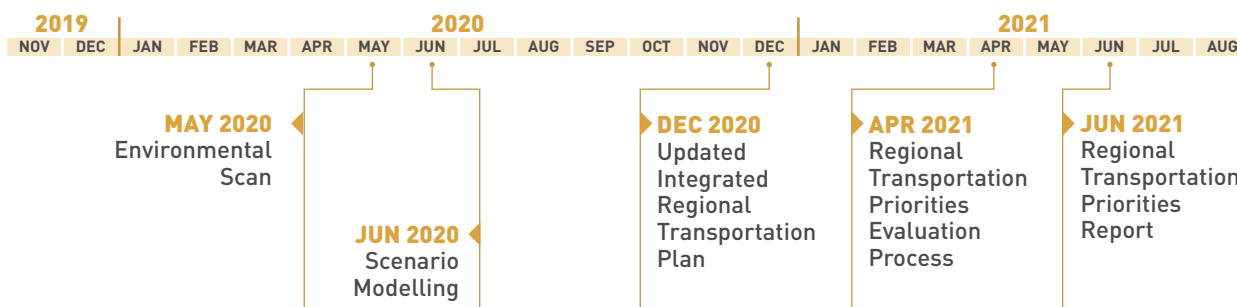 2019 2020 2021
NOV DEC JAN FEB MAR APR MAY JUN JUL AUG SEP OCT NOV DEC JAN FEB MAR APR MAY JUN JUL AUG
MAY 2020
Environmental
Scan
JUN 2020
Scenario
Modelling
DEC 2020
Updated
Integrated
Regional
Transportation
Plan
APR 2021
Regional
Transportation
Priorities
Evaluation
Process
JUN 2021
Regional
Transportation
Priorities
Report